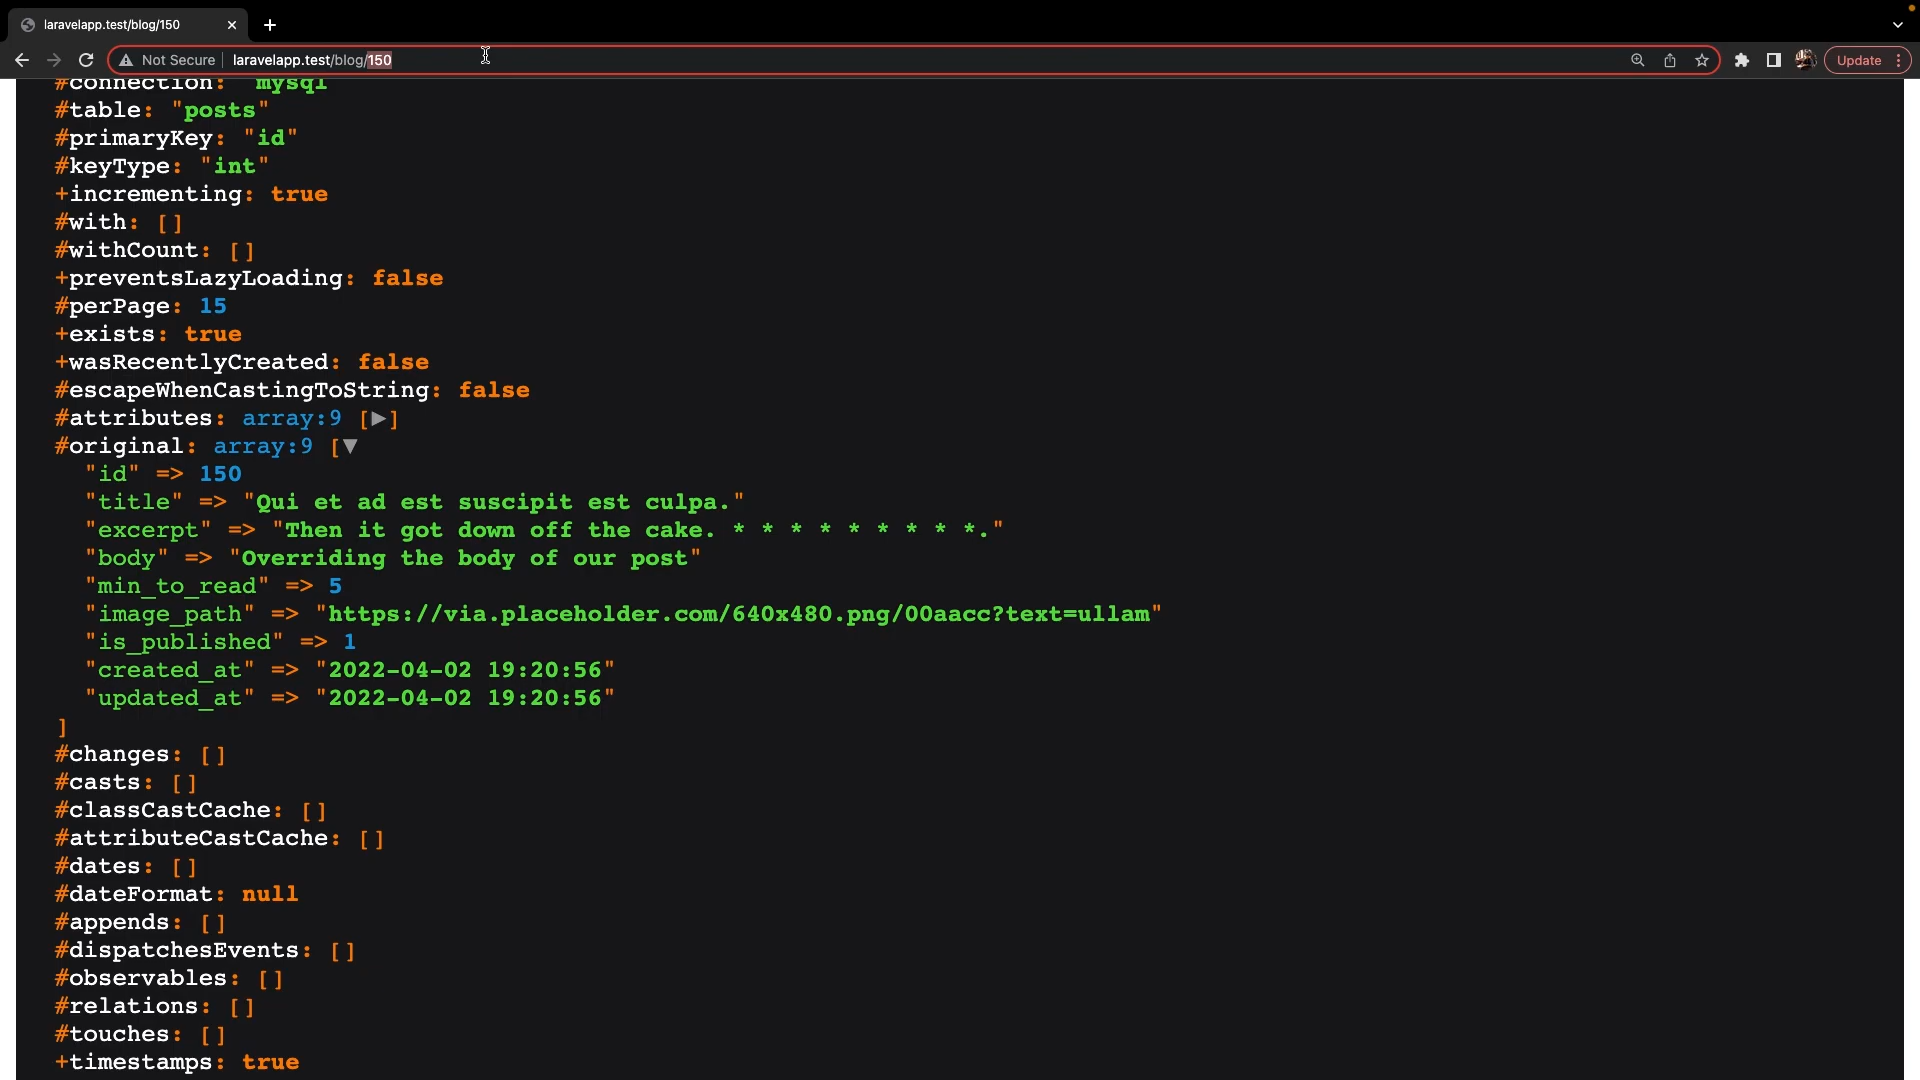 laravelapp.test/blog/150
Not Secure laravelapp.test/blog/150 Update
#connection: "mysql"
#table: "posts"
#primaryKey: "id"
#keyType: "int"
+incrementing: true
#with: []
#withCount: []
+preventsLazyLoading: false
#perPage: 15
+exists: true
+wasRecentlyCreated: false
#escapeWhenCastingToString: false
#attributes: array:9 [▶]
#original: array:9 [▼
"id" => 150
"title" => "Qui et ad est suscipit est culpa."
"excerpt" => "Then it got down off the cake. * * * * * * * * *."
"body" => "Overriding the body of our post"
"min_to_read" => 5
"image_path" => "https://via.placeholder.com/640x480.png/00aacc?text=ullam"
"is_published" => 1
"created_at" => "2022-04-02 19:20:56"
"updated_at" => "2022-04-02 19:20:56"
]
#changes: []
#casts: []
#classCastCache: []
#attributeCastCache: []
#dates: []
#dateFormat: null
#appends: []
#dispatchesEvents: []
#observables: []
#relations: []
#touches: []
+timestamps: true